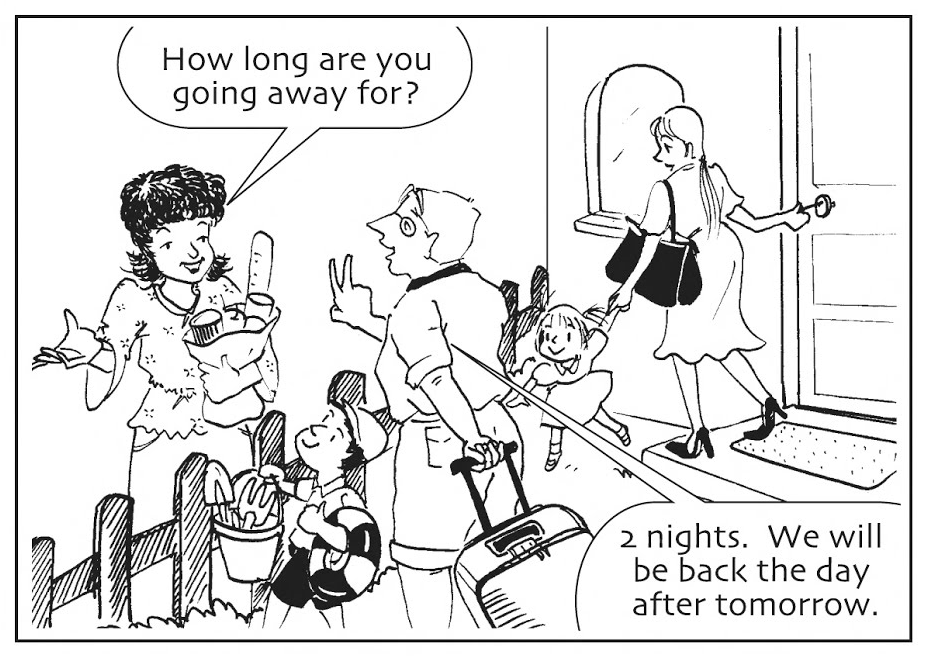 How long are you
going away for?
2 nights. We will
be back the day
after tomorrow.